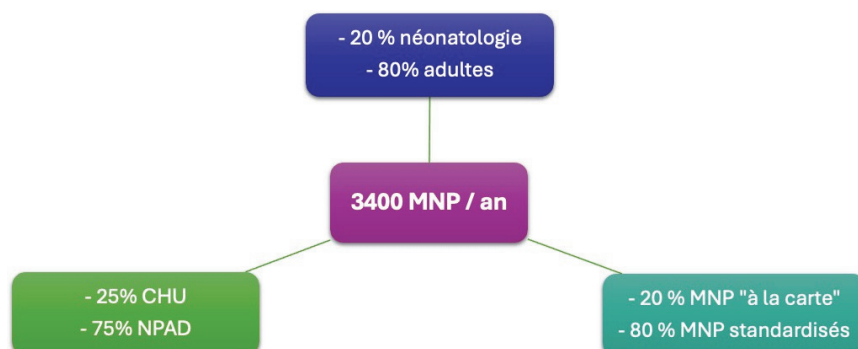 - 20 % néonatologie
- 80% adultes
3400 MNP / an
- 25% CHU
- 75% NPAD
- 20 % MNP "à la carte"
- 80 % MNP standardisés